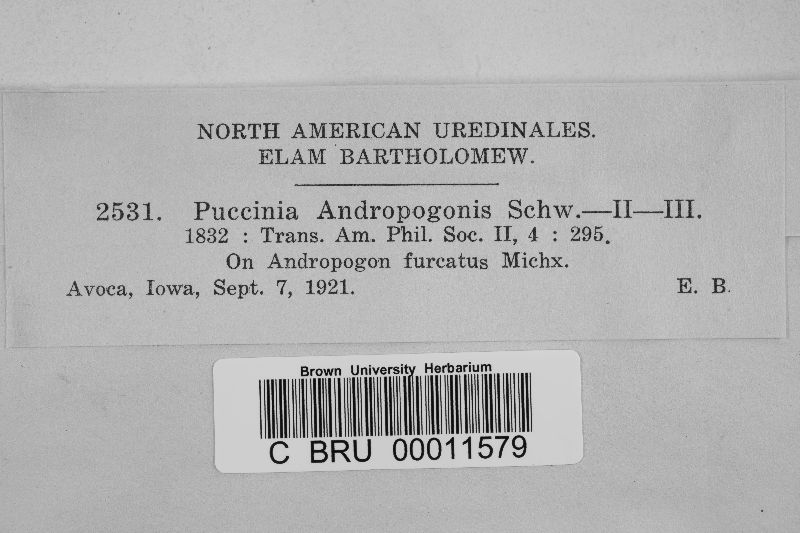 NORTH AMERICAN UREDINALES.
ELAM BARTHOLOMEW.
2531. Puccinia Andropogonis Schw.—II—III.
1832 : Trans. Am. Phil. Soc. II, 4 : 295.
On Andropogon furcatus Michx.
Avoca, Iowa, Sept. 7, 1921. E. B.
Brown University Herbarium
C BRU 00011579